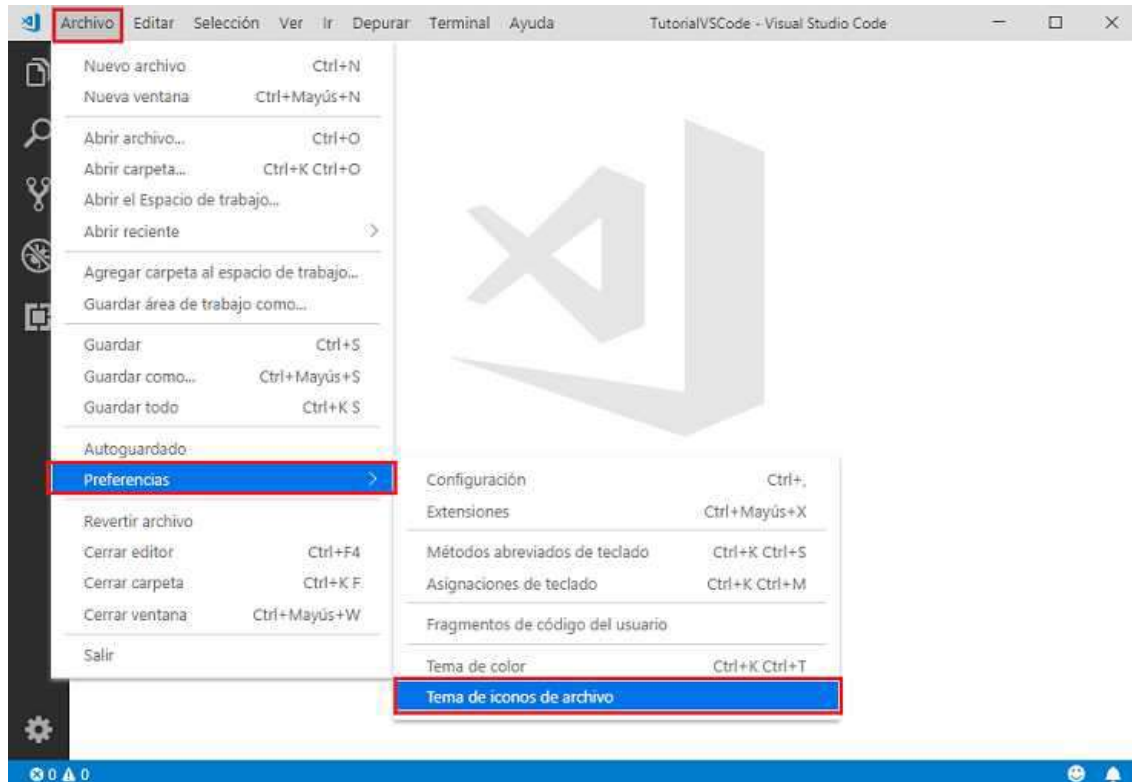 Archivo Editar Selección Ver Ir Depurar Terminal Ayuda TutorialVSCode - Visual Studio Code
Nuevo archivo Ctrl+N
Nueva ventana Ctrl+Mayús+N
Abrir archivo... Ctrl+O
Abrir carpeta... Ctrl+K Ctrl+O
Abrir el Espacio de trabajo...
Abrir reciente
Agregar carpeta al espacio de trabajo...
Guardar área de trabajo como...
Guardar Ctrl+S
Guardar como... Ctrl+Mayús+S
Guardar todo Ctrl+K S
Autoguardado
Preferencias
Revertir archivo
Cerrar editor Ctrl+F4
Cerrar carpeta Ctrl+K F
Cerrar ventana Ctrl+Mayús+W
Salir
Configuración Ctrl+,
Extensiones Ctrl+Mayús+X
Métodos abreviados de teclado Ctrl+K Ctrl+S
Asignaciones de teclado Ctrl+K Ctrl+M
Fragmentos de código del usuario
Tema de color Ctrl+K Ctrl+T
Tema de iconos de archivo
0 0